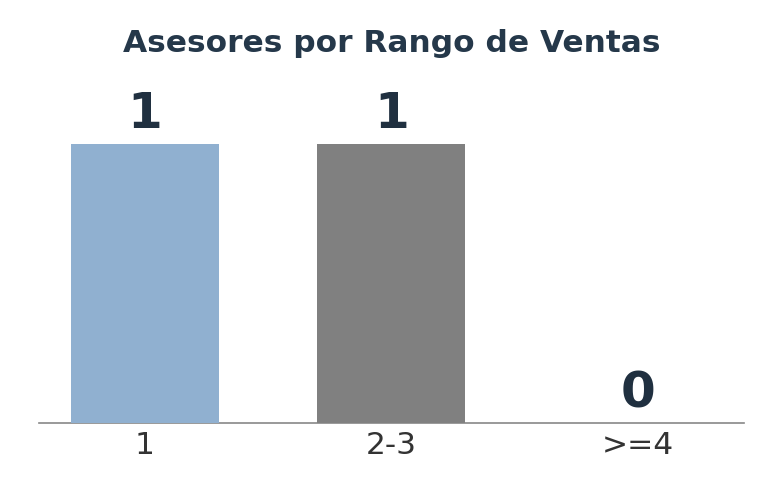 Asesores por Rango de Ventas
1 1
0
1 2-3 >=4